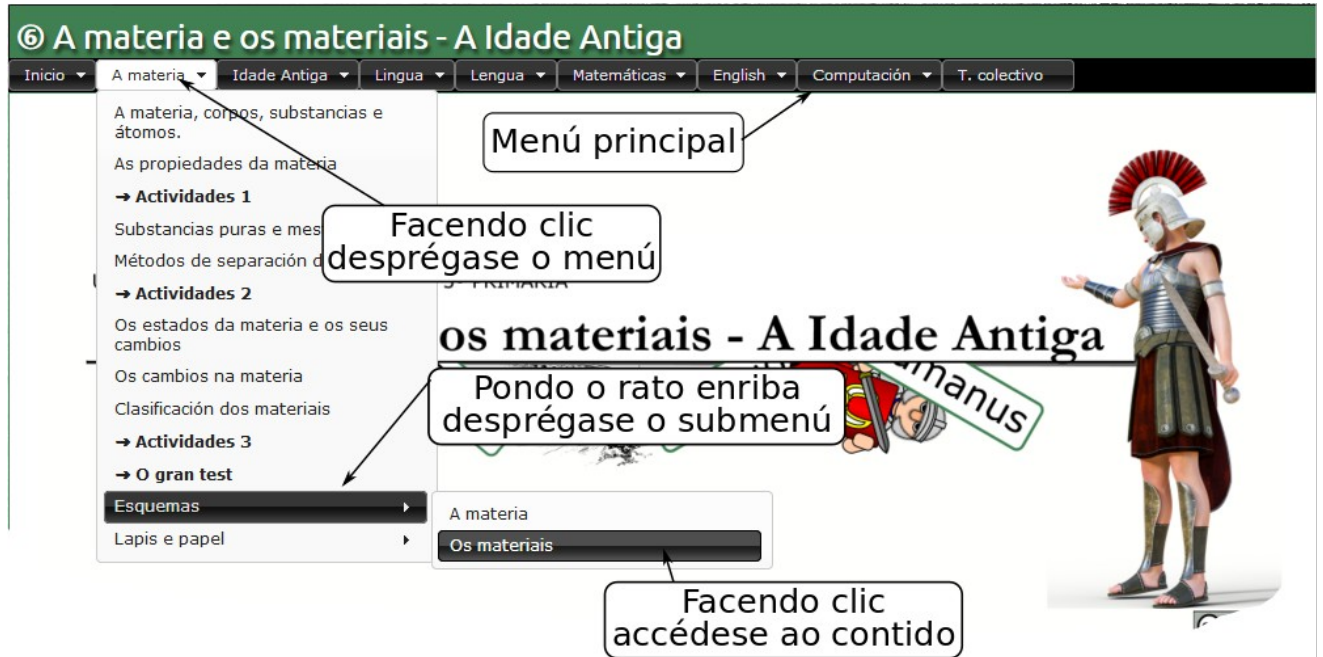 ⑥ A materia e os materiais - A Idade Antiga
Inicio A materia Idade Antiga Lingua Lengua Matemáticas English Computación T. colectivo
A materia, corpos, substancias e
átomos.
Menú principal
As propiedades da materia
→ Actividades 1
Facendo clic
desprégase o menú
Substancias puras e
Métodos de separación
→ Actividades 2
PRIMARIA
Os estados da materia e os seus
cambios
os materiais - A Idade Antiga
Os cambios na materia
Pondo o rato enriba
desprégase o submenú
Clasificación dos materiais
→ Actividades 3
→ O gran test
Esquemas
A materia
Lapis e papel
Os materiais
Facendo clic
accédese ao contido